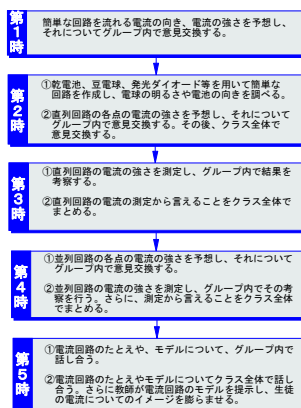 第1時
簡単な回路を流れる電流の向き、電流の強さを予想し、
それについてグループ内で意見交換する。
第2時
①乾電池、豆電球、発光ダイオード等を用いて簡単な
回路を作成し、電球の明るさや電池の向きを調べる。
②直列回路の各点の電流の強さを予想し、それについて
グループ内で意見交換する。その後、クラス全体で
意見交換する。
第3時
①直列回路の電流の強さを測定し、グループ内で結果を
考察する。
②直列回路の電流の測定から言えることをクラス全体で
まとめる。
第4時
①並列回路の各点の電流の強さを予想し、それについて
グループ内で意見交換する。
②並列回路の電流の強さを測定し、グループ内でその考
察を行う。さらに、測定から言えることをクラス全体
でまとめる。
第5時
①電流回路のたとえや、モデルについて、グループ内で
話し合う。
②電流回路のたとえやモデルについてクラス全体で話し
合う。さらに教師が電流回路のモデルを提示し、生徒
の電流についてのイメージを膨らませる。